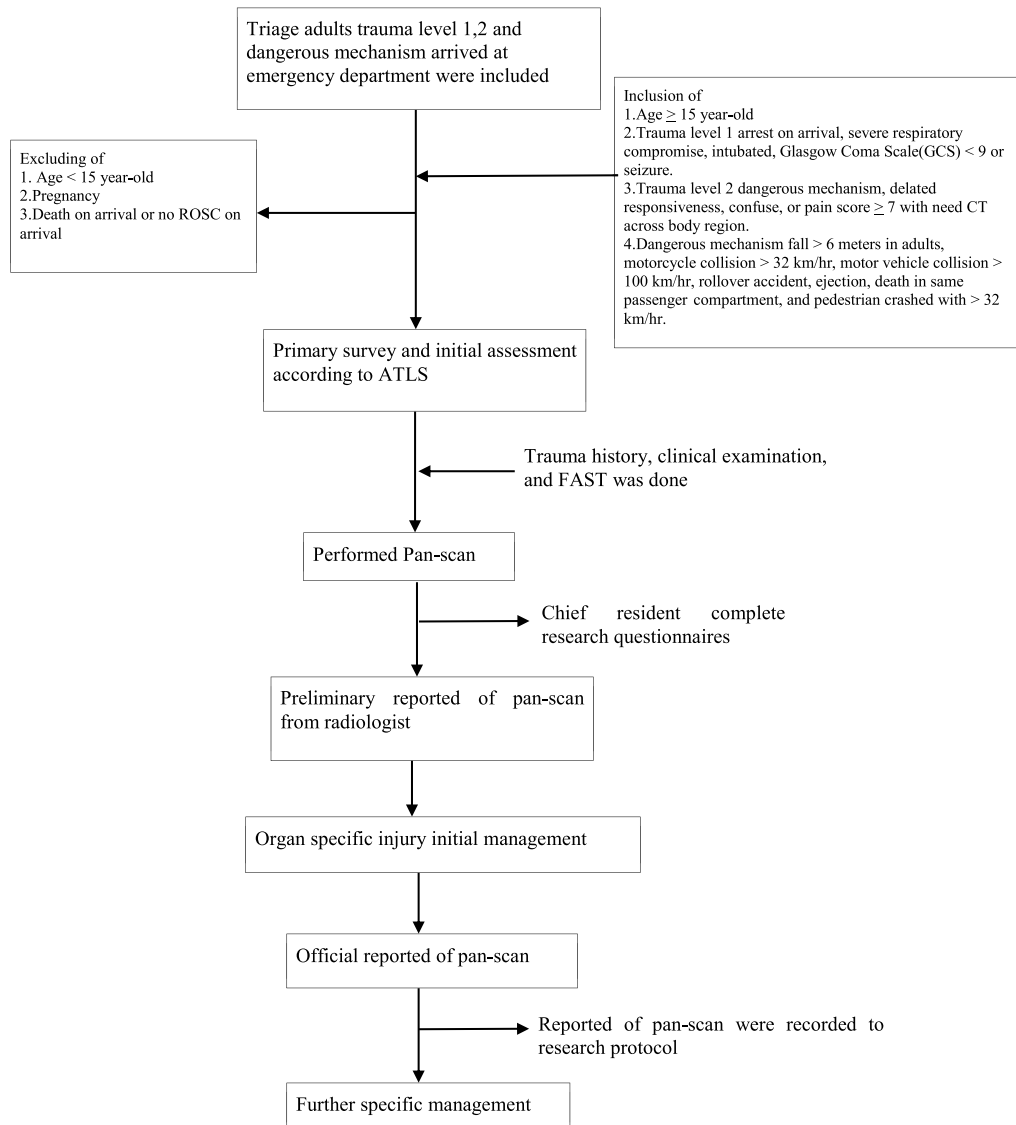 Triage adults trauma level 1,2 and
dangerous mechanism arrived at
emergency department were included
Inclusion of
1.Age ≥ 15 year-old
2.Trauma level 1 arrest on arrival, severe respiratory
compromise, intubated, Glasgow Coma Scale(GCS) < 9 or
seizure.
3.Trauma level 2 dangerous mechanism, delated
responsiveness, confuse, or pain score ≥ 7 with need CT
across body region.
4.Dangerous mechanism fall > 6 meters in adults,
motorcycle collision > 32 km/hr, motor vehicle collision >
100 km/hr, rollover accident, ejection, death in same
passenger compartment, and pedestrian crashed with > 32
km/hr.
Excluding of
1. Age < 15 year-old
2.Pregnancy
3.Death on arrival or no ROSC on
arrival
Primary survey and initial assessment
according to ATLS
Trauma history, clinical examination,
and FAST was done
Performed Pan-scan
Chief resident complete
research questionnaires
Preliminary reported of pan-scan
from radiologist
Organ specific injury initial management
Official reported of pan-scan
Reported of pan-scan were recorded to
research protocol
Further specific management